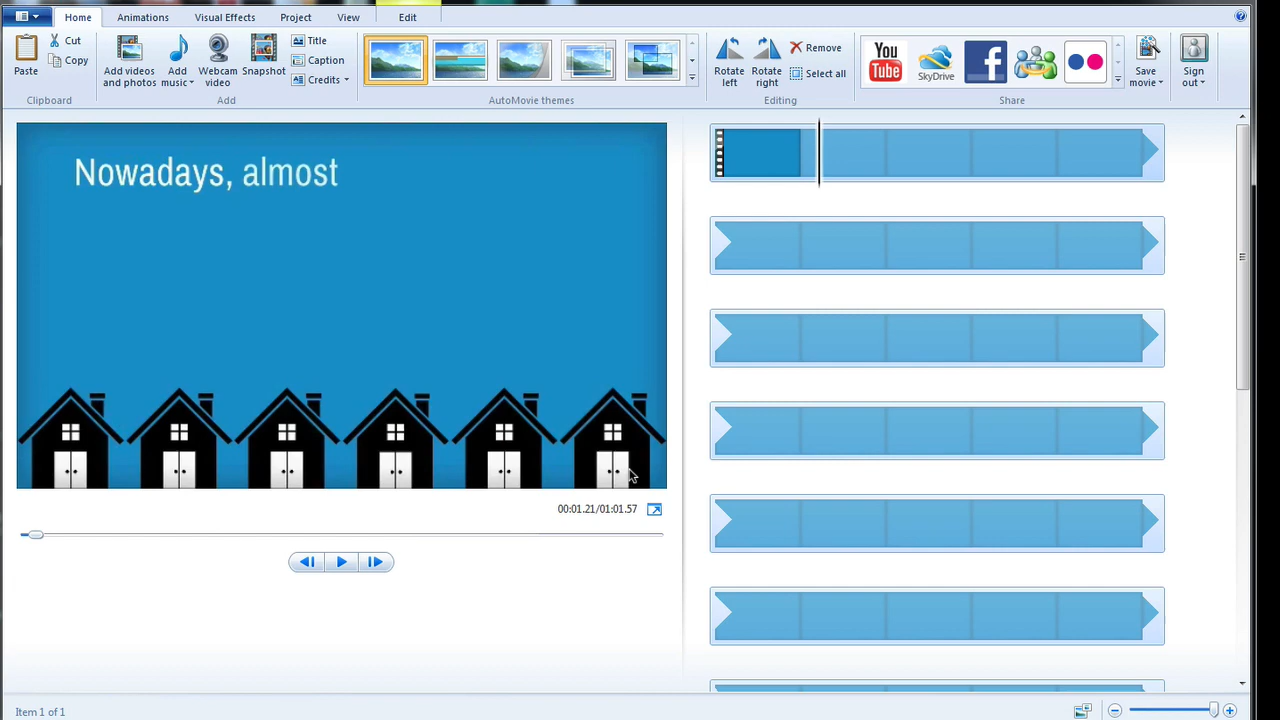 Home Animations Visual Effects Project View Edit
Paste
Cut
Copy
Clipboard
Add videos and photos
Add music
Webcam video
Snapshot
Title
Caption
Credits
Add
AutoMovie themes
Rotate left
Rotate right
Remove
Select all
Editing
You Tube
SkyDrive
Share
Save movie
Sign out
Nowadays, almost
00:01.21/01:01.57
Item 1 of 1